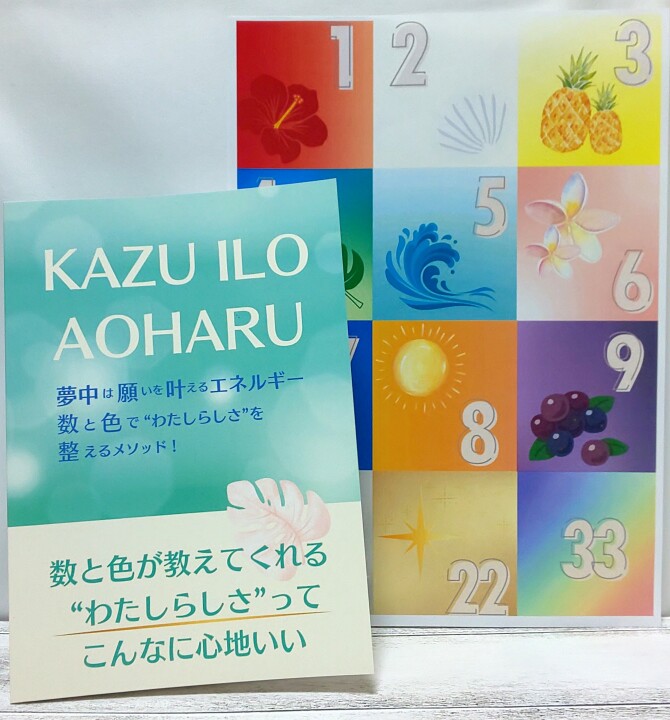 KAZU ILO
AOHARU
夢中は願いを叶えるエネルギー
数と色で“わたしらしさ”を
整えるメソッド！
数と色が教えてくれる
“わたしらしさ”って
こんなに心地いい
1
2
3
5
6
8
9
22
33